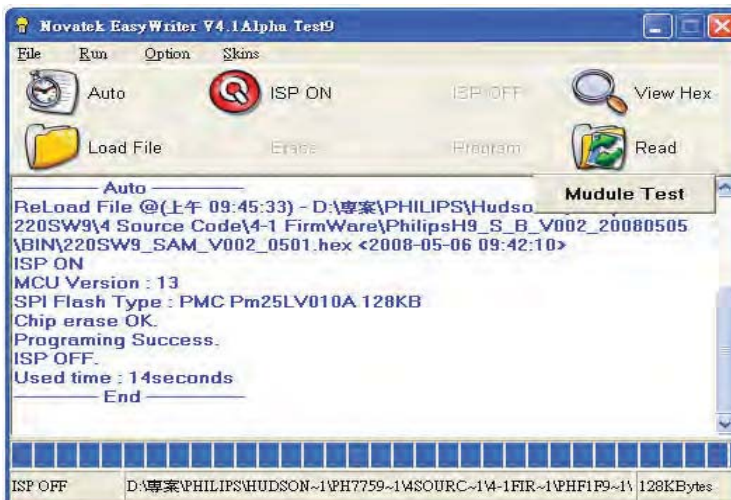 Novatek EasyWriter V4.1Alpha Test9
File Run Option Skins
Auto ISP ON ISP OFF View Hex
Load File Erase Program Read
Mudule Test
Auto
ReLoad File @(上午 09:45:33) - D:\專案\PHILIPS\Hudso
220SW9\4 Source Code\4-1 FirmWare\PhilipsH9_S_B_V002_20080505
\BIN\220SW9_SAM_V002_0501.hex <2008-05-06 09:42:10>
ISP ON
MCU Version : 13
SPI Flash Type : PMC Pm25LV010A 128KB
Chip erase OK.
Programing Success.
ISP OFF.
Used time : 14seconds
End
ISP OFF D:\專案\PHILIPS\HUDSON~1\PH7759~1\4SOURC~1\4-1FIR~1\PHF1F9~1\ 128KBytes